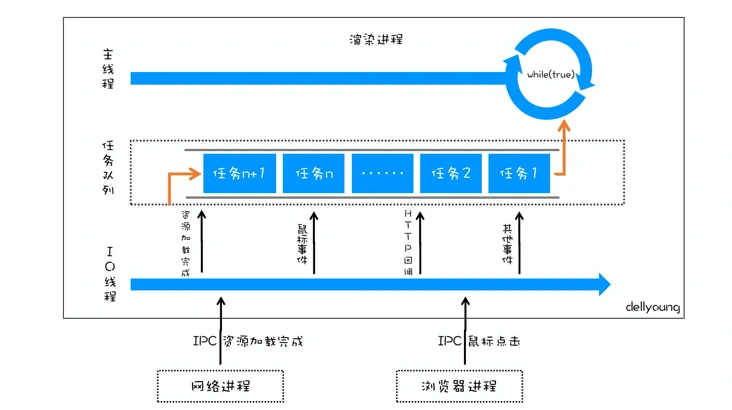 渲染进程
主线程
while(true)
任务队列
任务n+1
任务n
······
任务2
任务1
资源加载完成
鼠标事件
HTTP回调
其他事件
IO线程
dellyoung
IPC 资源加载完成
IPC 鼠标点击
网络进程
浏览器进程